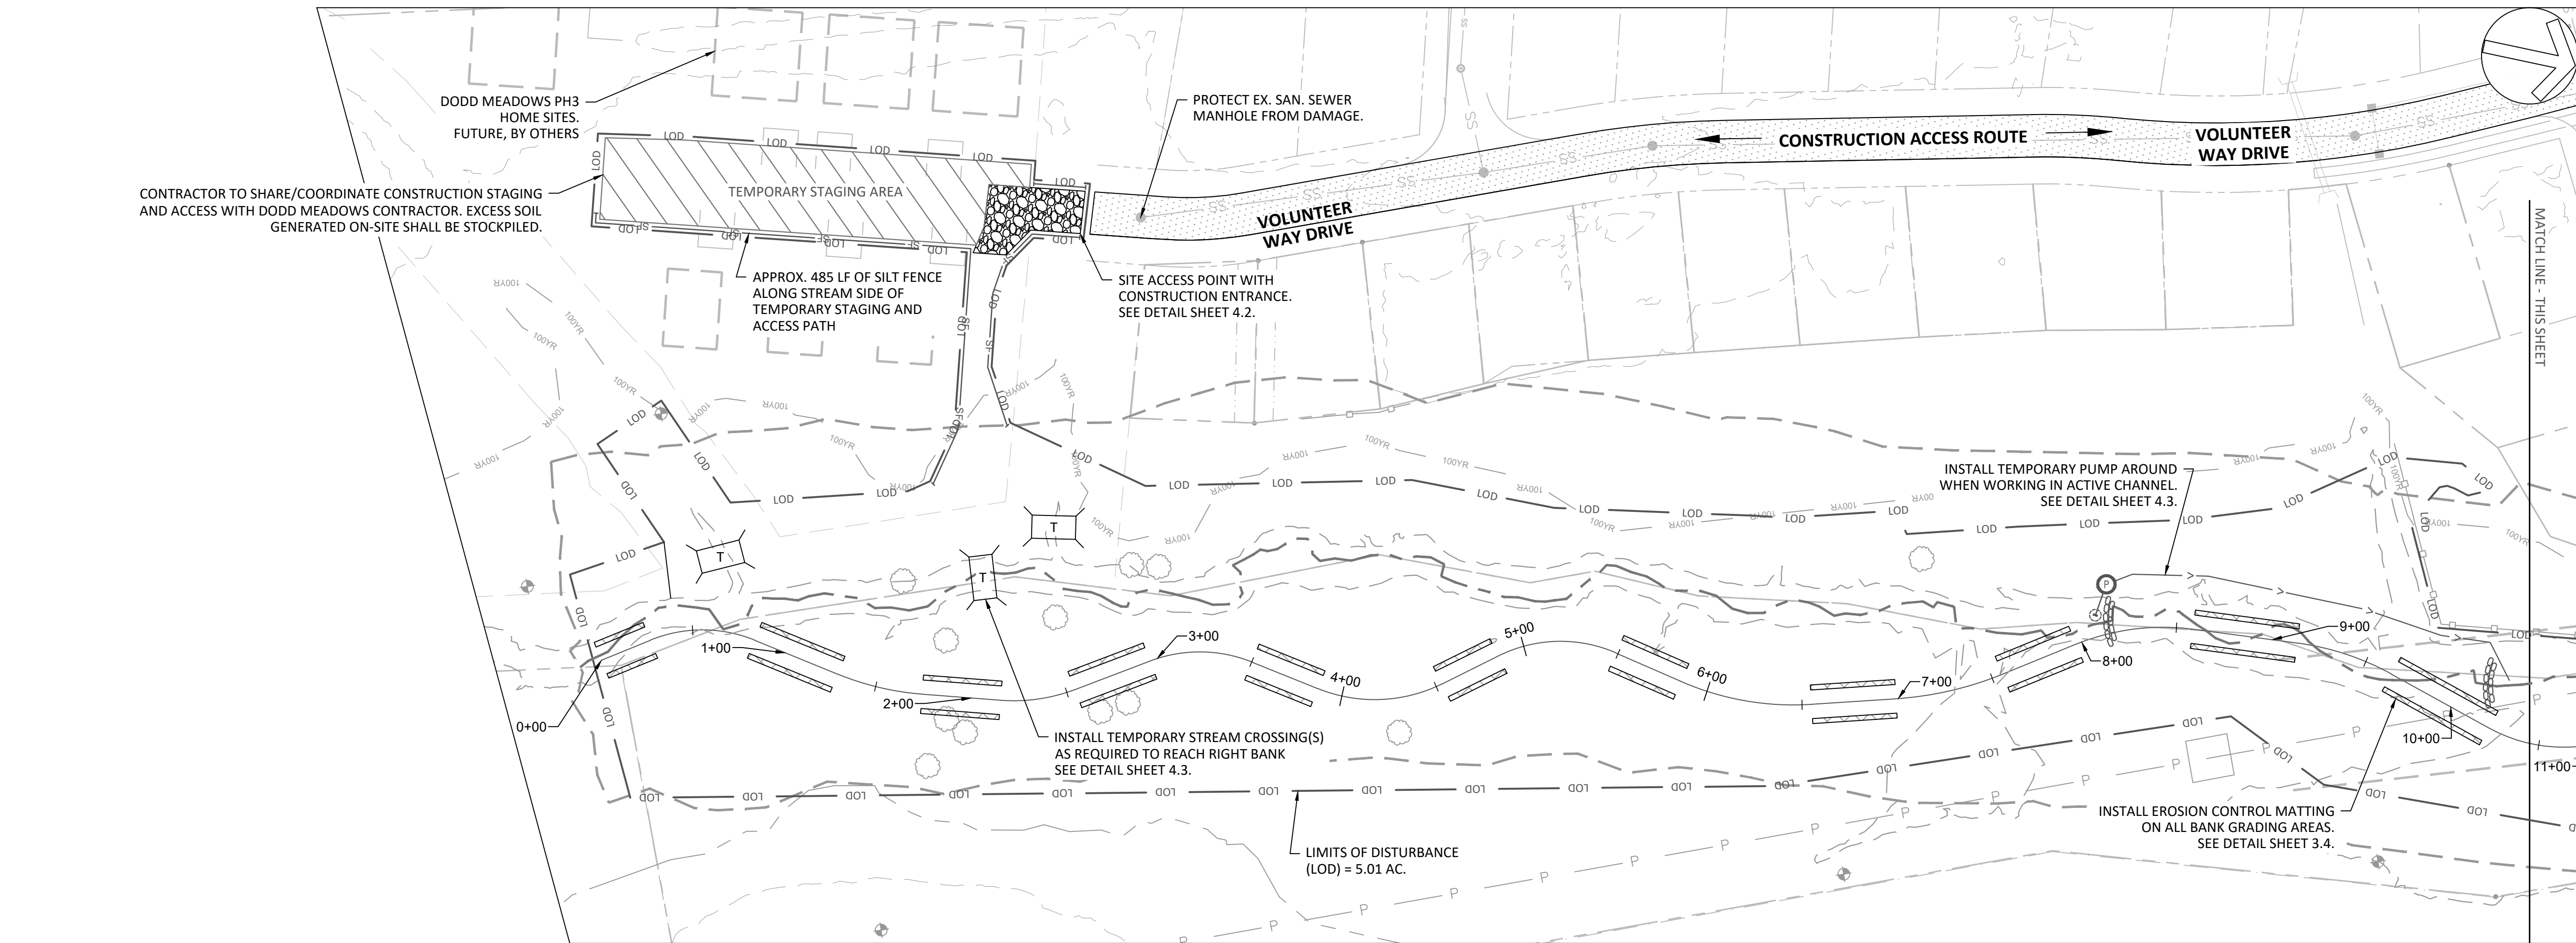 DODD MEADOWS PH3
HOME SITES.
FUTURE, BY OTHERS
PROTECT EX. SAN. SEWER
MANHOLE FROM DAMAGE.
CONSTRUCTION ACCESS ROUTE
VOLUNTEER
WAY DRIVE
CONTRACTOR TO SHARE/COORDINATE CONSTRUCTION STAGING
AND ACCESS WITH DODD MEADOWS CONTRACTOR. EXCESS SOIL
GENERATED ON-SITE SHALL BE STOCKPILED.
TEMPORARY STAGING AREA
VOLUNTEER
WAY DRIVE
MATCH LINE - THIS SHEET
APPROX. 485 LF OF SILT FENCE
ALONG STREAM SIDE OF
TEMPORARY STAGING AND
ACCESS PATH
SITE ACCESS POINT WITH
CONSTRUCTION ENTRANCE.
SEE DETAIL SHEET 4.2.
INSTALL TEMPORARY PUMP AROUND
WHEN WORKING IN ACTIVE CHANNEL.
SEE DETAIL SHEET 4.3.
LOD
SF
SS
100YR
T
T
T
P
0+00
1+00
2+00
3+00
4+00
5+00
6+00
7+00
8+00
9+00
10+00
11+00
INSTALL TEMPORARY STREAM CROSSING(S)
AS REQUIRED TO REACH RIGHT BANK
SEE DETAIL SHEET 4.3.
INSTALL EROSION CONTROL MATTING
ON ALL BANK GRADING AREAS.
SEE DETAIL SHEET 3.4.
LIMITS OF DISTURBANCE
(LOD) = 5.01 AC.